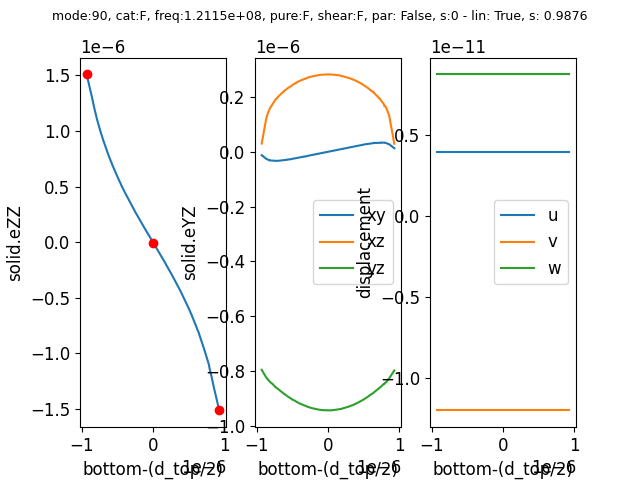 mode:90, cat:F, freq:1.2115e+08, pure:F, shear:F, par: False, s:0 - lin: True, s: 0.9876
1e−6
1.5
1.0
0.5
0.0
−0.5
−1.0
−1.5
solid.eZZ
−1
0
1
1e−6
bottom-(d_top/2)
1e−6
0.2
0.0
−0.2
−0.4
−0.6
−0.8
−1.0
solid.eYZ
xy
xz
yz
−1
0
1
1e−6
bottom-(d_top/2)
1e−11
0.5
0.0
−0.5
−1.0
displacement
u
v
w
−1
0
1
1e−6
bottom-(d_top/2)